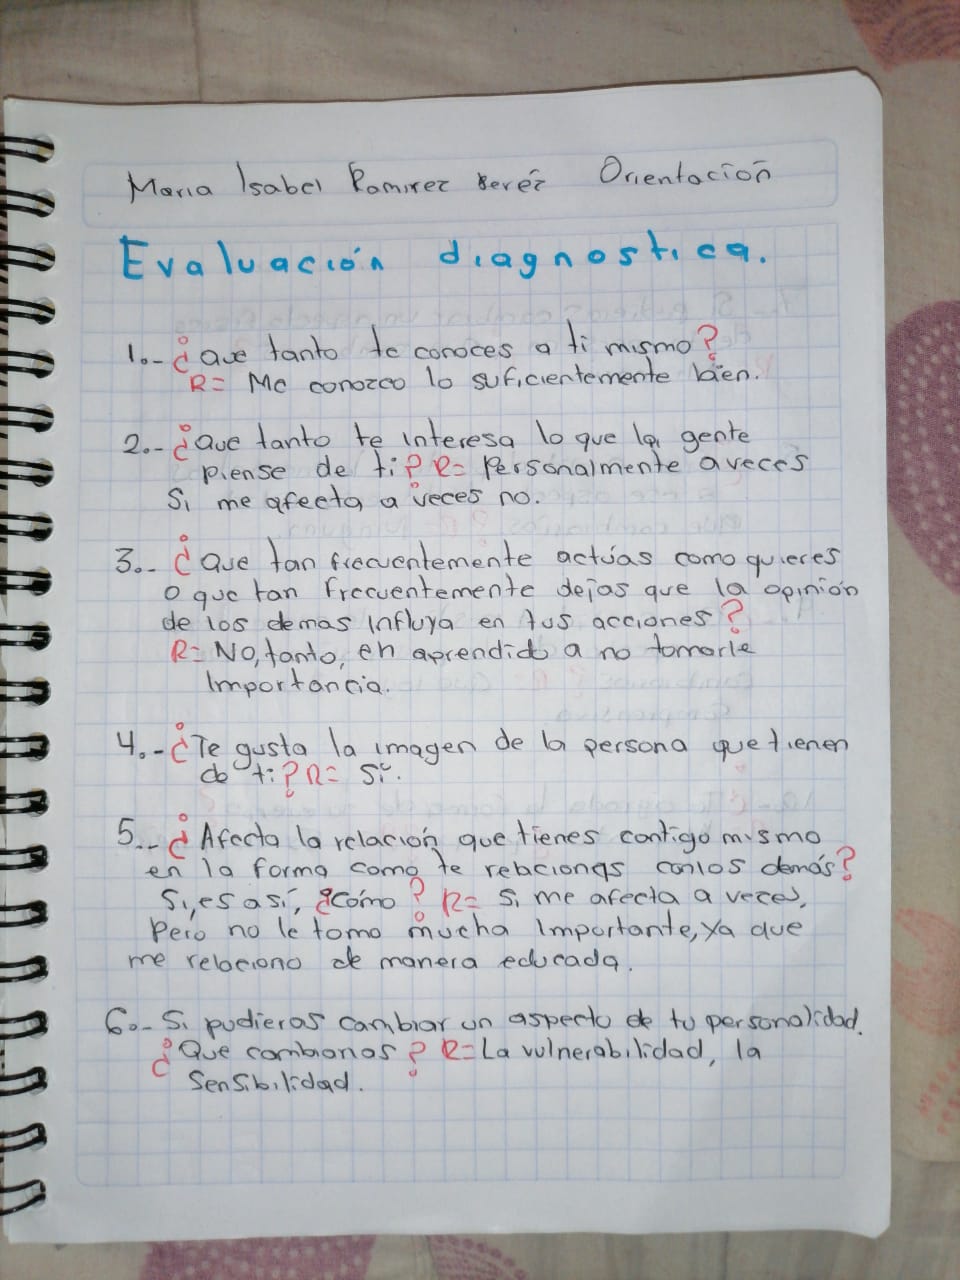 Maria Isabel Ramirez Orientación
Evaluación diagnostica.
1.- ¿Que tanto te conoces a ti mismo?
R= Me conozco lo suficientemente bien.
2.- ¿Que tanto te interesa lo que la gente
piense de ti? R= Personalmente a veces
Si me afecta a veces no.
3.- ¿Que tan frecuentemente actúas como quieres
o que tan frecuentemente dejas que la opinión
de los demas influya en tus acciones?
R= No, tanto, eh aprendido a no tomarle
Importancia.
4.- ¿Te gusta la imagen de la persona que tienen
de ti? R= Si.
5.- ¿Afecta la relación que tienes contigo mismo
en la forma como te relacionas con los demás?
Si, es así, ¿cómo? R= Si me afecta a veces,
Pero no le tomo mucha importante, ya que
me relaciono de manera educada.
6.- Si pudieras cambiar un aspecto de tu personalidad.
¿Que cambianas? R= La vulnerabilidad, la
Sensibilidad.